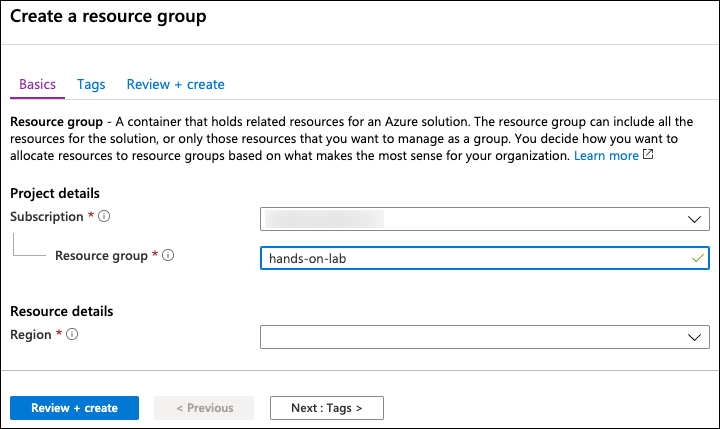 Create a resource group
Basics Tags Review + create
Resource group - A container that holds related resources for an Azure solution. The resource group can include all the
resources for the solution, or only those resources that you want to manage as a group. You decide how you want to
allocate resources to resource groups based on what makes the most sense for your organization. Learn more
Project details
Subscription *
Resource group *
hands-on-lab
Resource details
Region *
Review + create
< Previous
Next : Tags >